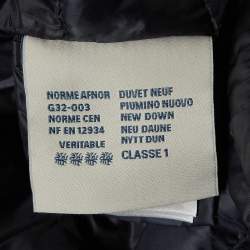 NORME AFNOR
G32-003
NORME CEN
NF EN 12934
VERITABLE
DUVET NEUF
PIUMINO NUOVO
NEW DOWN
NEU DAUNE
NYTT DUN
CLASSE 1